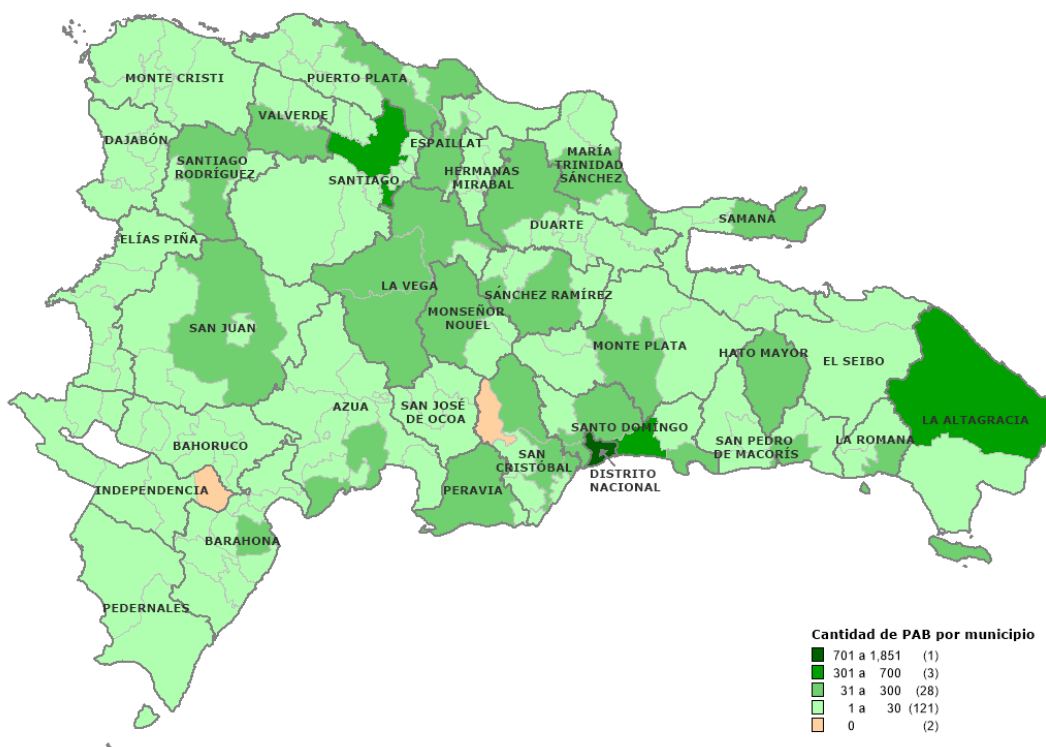 MONTE CRISTI
PUERTO PLATA
VALVERDE
DAJABÓN
ESPAILLAT
SANTIAGO
RODRÍGUEZ
SANTIAGO
HERMANAS
MIRABAL
MARÍA
TRINIDAD
SÁNCHEZ
SAMANÁ
DUARTE
ELÍAS PIÑA
LA VEGA
SÁNCHEZ RAMÍREZ
MONSEÑOR
NOUEL
SAN JUAN
MONTE PLATA
HATO MAYOR
EL SEIBO
AZUA
SAN JOSÉ
DE OCOA
SANTO DOMÍNGO
LA ALTAGRACIA
BAHORUCO
SAN
CRISTÓBAL
SAN PEDRO
DE MACORÍS
LA ROMANA
INDEPENDENCIA
PERAVIA
DISTRITO
NACIONAL
BARAHONA
PEDERNALES
Cantidad de PAB por municipio
701 a 1,851 (1)
301 a 700 (3)
31 a 300 (28)
1 a 30 (121)
0 (2)